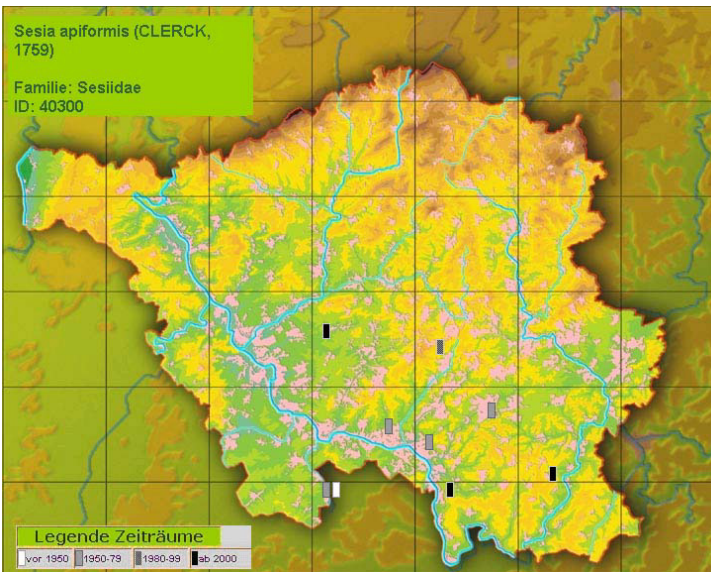 Sesia apiformis (CLERCK,
1759)
Familie: Sesiidae
ID: 40300
Legende Zeiträume
vor 1950 1950-79 1980-99 ab 2000